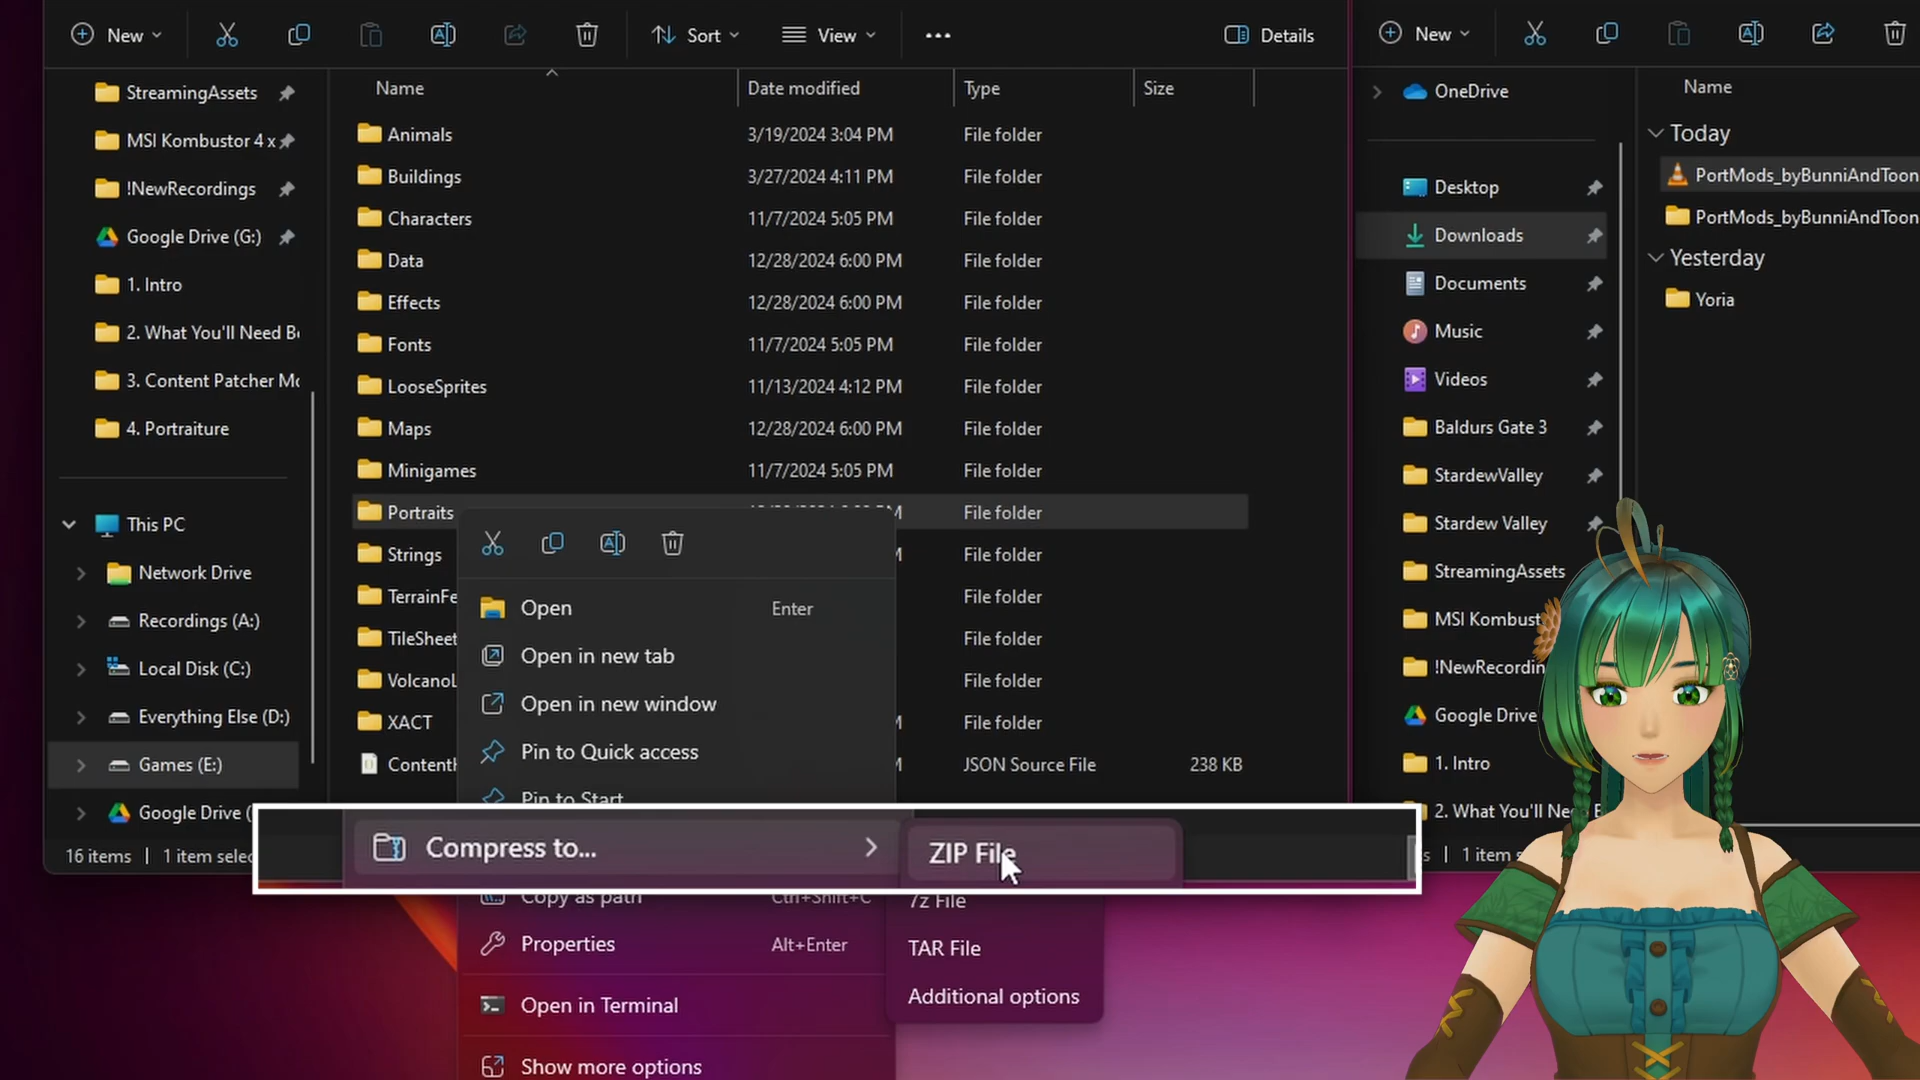 New
Sort
View
Details
StreamingAssets
MSI Kombustor 4 x
!NewRecordings
Google Drive (G:)
1. Intro
2. What You'll Need B
3. Content Patcher Mo
4. Portraiture
This PC
Network Drive
Recordings (A:)
Local Disk (C:)
Everything Else (D:)
Games (E:)
Google Drive (
16 items
1 item selec
Name Date modified Type Size
Animals 3/19/2024 3:04 PM File folder
Buildings 3/27/2024 4:11 PM File folder
Characters 11/7/2024 5:05 PM File folder
Data 12/28/2024 6:00 PM File folder
Effects 12/28/2024 6:00 PM File folder
Fonts 11/7/2024 5:05 PM File folder
LooseSprites 11/13/2024 4:12 PM File folder
Maps 12/28/2024 6:00 PM File folder
Minigames 11/7/2024 5:05 PM File folder
Portraits File folder
Strings File folder
TerrainFe File folder
TileSheet File folder
VolcanoL File folder
XACT File folder
Content JSON Source File 238 KB
Open Enter
Open in new tab
Open in new window
Pin to Quick access
Pin to Start
Compress to...
ZIP File
7z File
TAR File
Additional options
Copy as path Ctrl+Shift+C
Properties Alt+Enter
Open in Terminal
Show more options
New
OneDrive
Desktop
Downloads
Documents
Music
Videos
Baldurs Gate 3
StardewValley
Stardew Valley
StreamingAssets
MSI Kombust
!NewRecordin
Google Drive
1. Intro
2. What You'll Need B
s
1 item s
Name
Today
PortMods_byBunniAndToon
PortMods_byBunniAndToon
Yesterday
Yoria